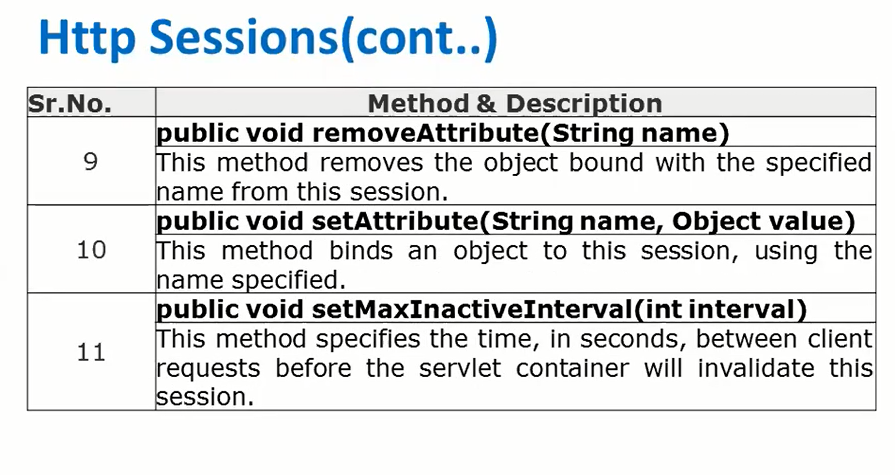 Http Sessions(cont..)
Sr.No. Method & Description
public void removeAttribute(String name)
9 This method removes the object bound with the specified
name from this session.
public void setAttribute(String name, Object value)
10 This method binds an object to this session, using the
name specified.
public void setMaxInactiveInterval(int interval)
This method specifies the time, in seconds, between client
11 requests before the servlet container will invalidate this
session.